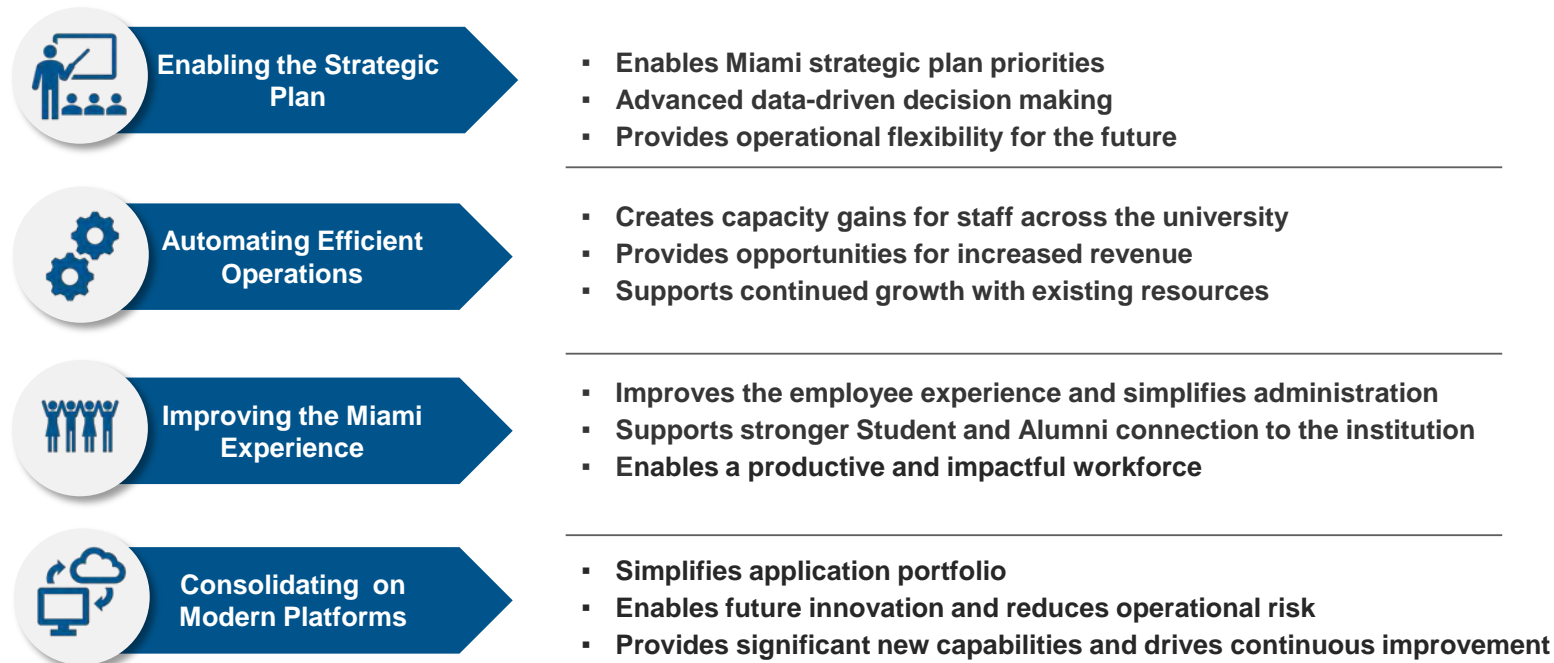 Enabling the Strategic
Plan
▪ Enables Miami strategic plan priorities
▪ Advanced data-driven decision making
▪ Provides operational flexibility for the future
Automating Efficient
Operations
▪ Creates capacity gains for staff across the university
▪ Provides opportunities for increased revenue
▪ Supports continued growth with existing resources
Improving the Miami
Experience
▪ Improves the employee experience and simplifies administration
▪ Supports stronger Student and Alumni connection to the institution
▪ Enables a productive and impactful workforce
Consolidating on
Modern Platforms
▪ Simplifies application portfolio
▪ Enables future innovation and reduces operational risk
▪ Provides significant new capabilities and drives continuous improvement